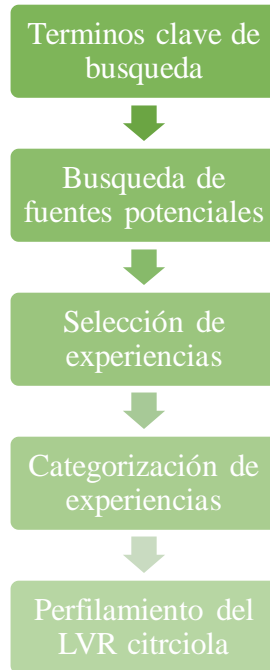 Terminos clave de
busqueda
Busqueda de
fuentes potenciales
Selección de
experiencias
Categorización de
experiencias
Perfilamiento del
LVR citrciola